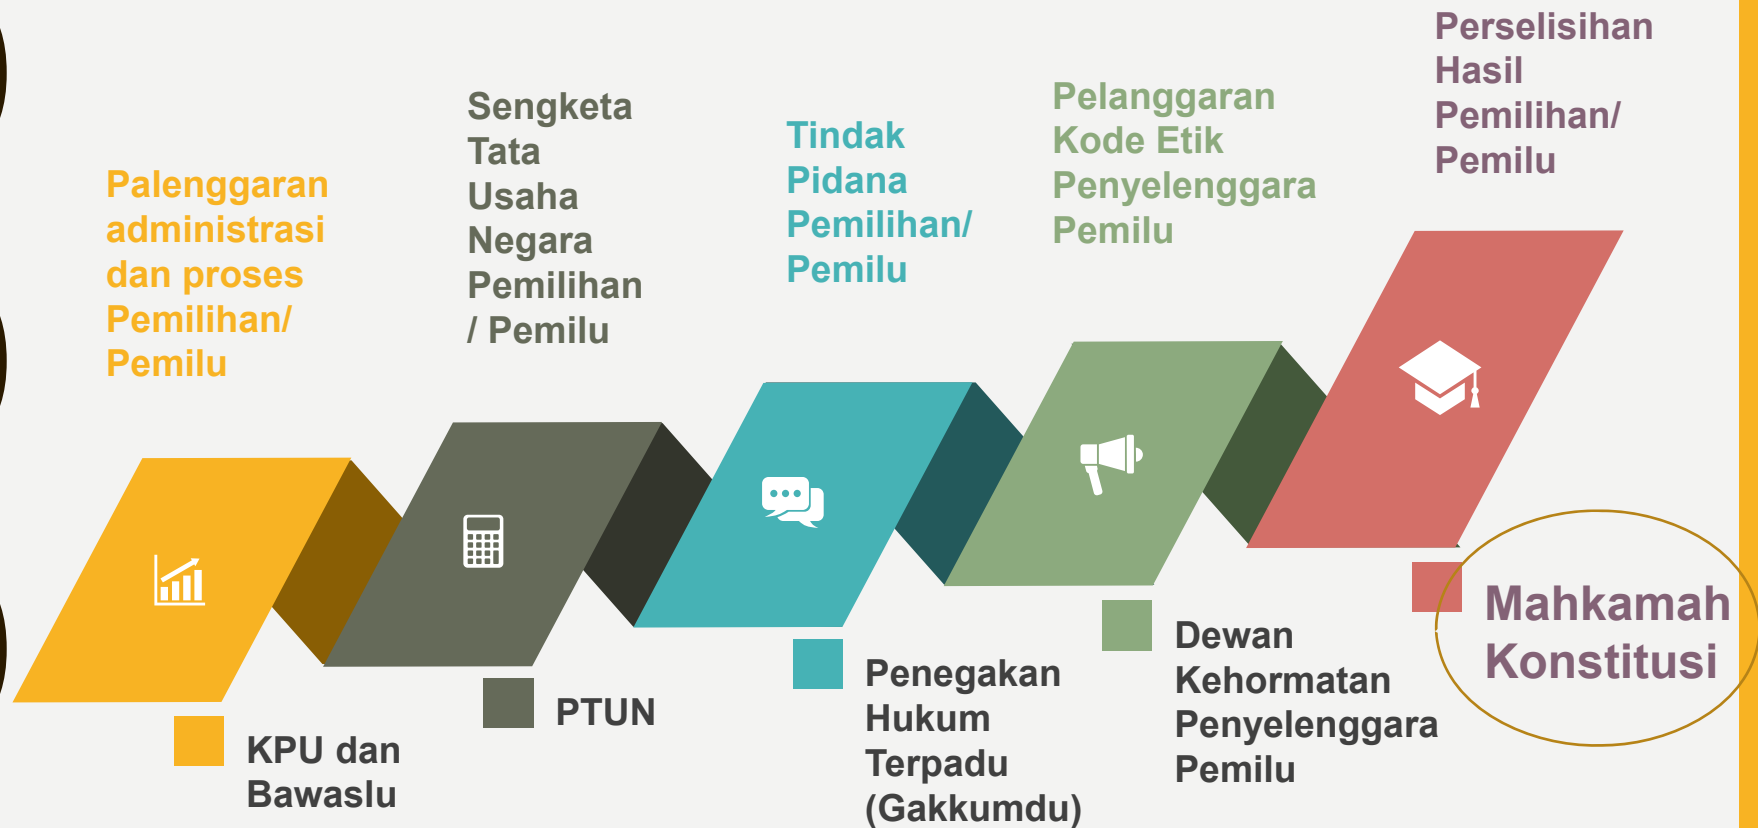 Palenggaran
administrasi
dan proses
Pemilihan/
Pemilu
Sengketa
Tata
Usaha
Negara
Pemilihan
/ Pemilu
Tindak
Pidana
Pemilihan/
Pemilu
Pelanggaran
Kode Etik
Penyelenggara
Pemilu
Perselisihan
Hasil
Pemilihan/
Pemilu
KPU dan
Bawaslu
PTUN
Penegakan
Hukum
Terpadu
(Gakkumdu)
Dewan
Kehormatan
Penyelenggara
Pemilu
Mahkamah
Konstitusi